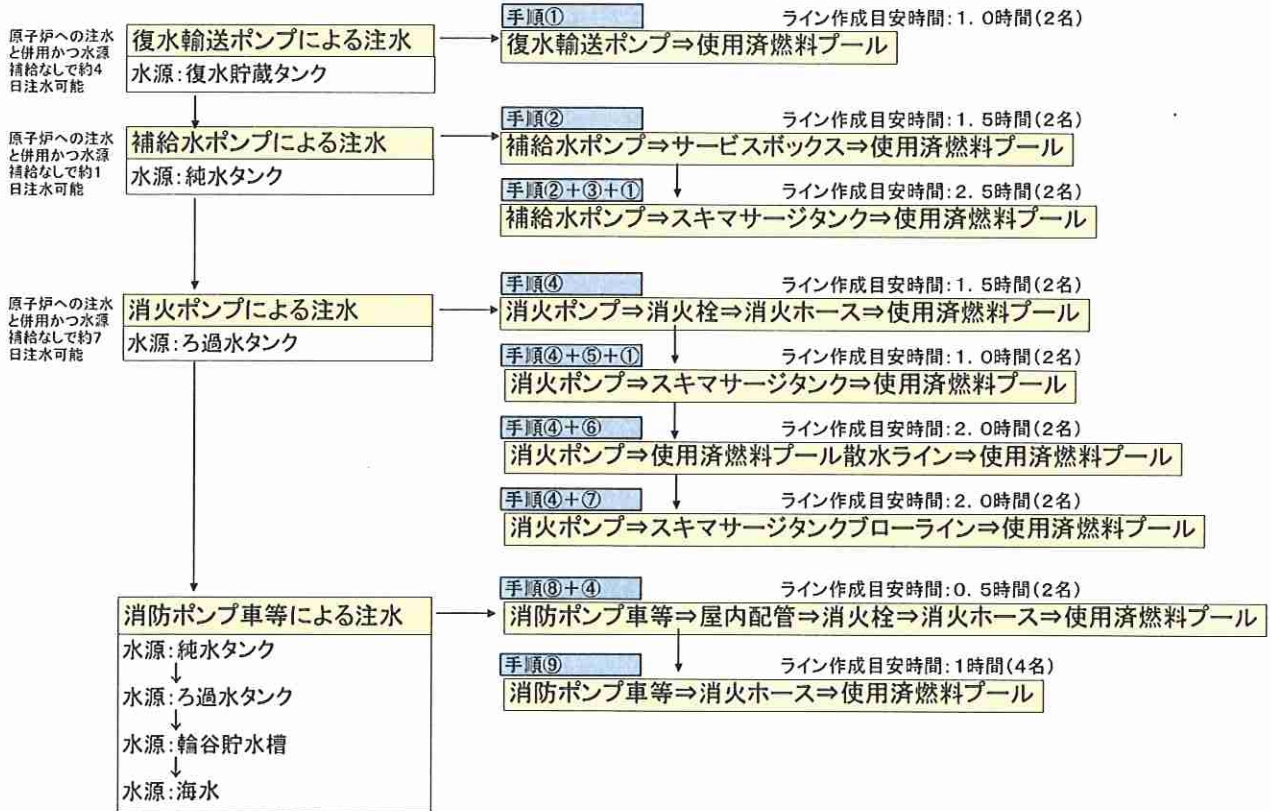 原子炉への注水
と併用かつ水源
補給なしで約4
日注水可能
復水輸送ポンプによる注水
水源:復水貯蔵タンク
手順①
ライン作成目安時間:1.0時間(2名)
復水輸送ポンプ⇒使用済燃料プール
原子炉への注水
と併用かつ水源
補給なしで約1
日注水可能
補給水ポンプによる注水
水源:純水タンク
手順②
ライン作成目安時間:1.5時間(2名)
補給水ポンプ⇒サービスボックス⇒使用済燃料プール
手順②+③+①
ライン作成目安時間:2.5時間(2名)
補給水ポンプ⇒スキマサージタンク⇒使用済燃料プール
原子炉への注水
と併用かつ水源
補給なしで約7
日注水可能
消火ポンプによる注水
水源:ろ過水タンク
手順④
ライン作成目安時間:1.5時間(2名)
消火ポンプ⇒消火栓⇒消火ホース⇒使用済燃料プール
手順④+⑤+①
ライン作成目安時間:1.0時間(2名)
消火ポンプ⇒スキマサージタンク⇒使用済燃料プール
手順④+⑥
ライン作成目安時間:2.0時間(2名)
消火ポンプ⇒使用済燃料プール散水ライン⇒使用済燃料プール
手順④+⑦
ライン作成目安時間:2.0時間(2名)
消火ポンプ⇒スキマサージタンクブローライン⇒使用済燃料プール
消防ポンプ車等による注水
水源:純水タンク
↓
水源:ろ過水タンク
↓
水源:輪谷貯水槽
↓
水源:海水
手順⑧+④
ライン作成目安時間:0.5時間(2名)
消防ポンプ車等⇒屋内配管⇒消火栓⇒消火ホース⇒使用済燃料プール
手順⑨
ライン作成目安時間:1時間(4名)
消防ポンプ車等⇒消火ホース⇒使用済燃料プール